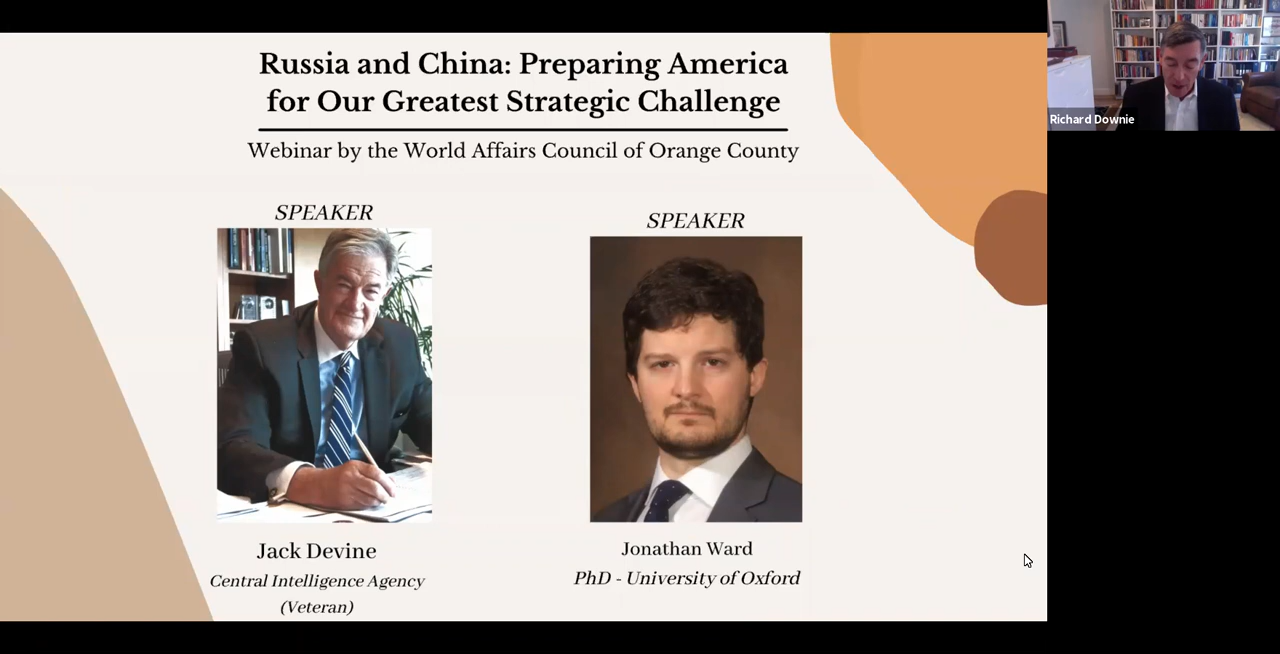 Russia and China: Preparing America
for Our Greatest Strategic Challenge
Webinar by the World Affairs Council of Orange County
SPEAKER
SPEAKER
Jack Devine
Central Intelligence Agency
(Veteran)
Jonathan Ward
PhD - University of Oxford
Richard Downie